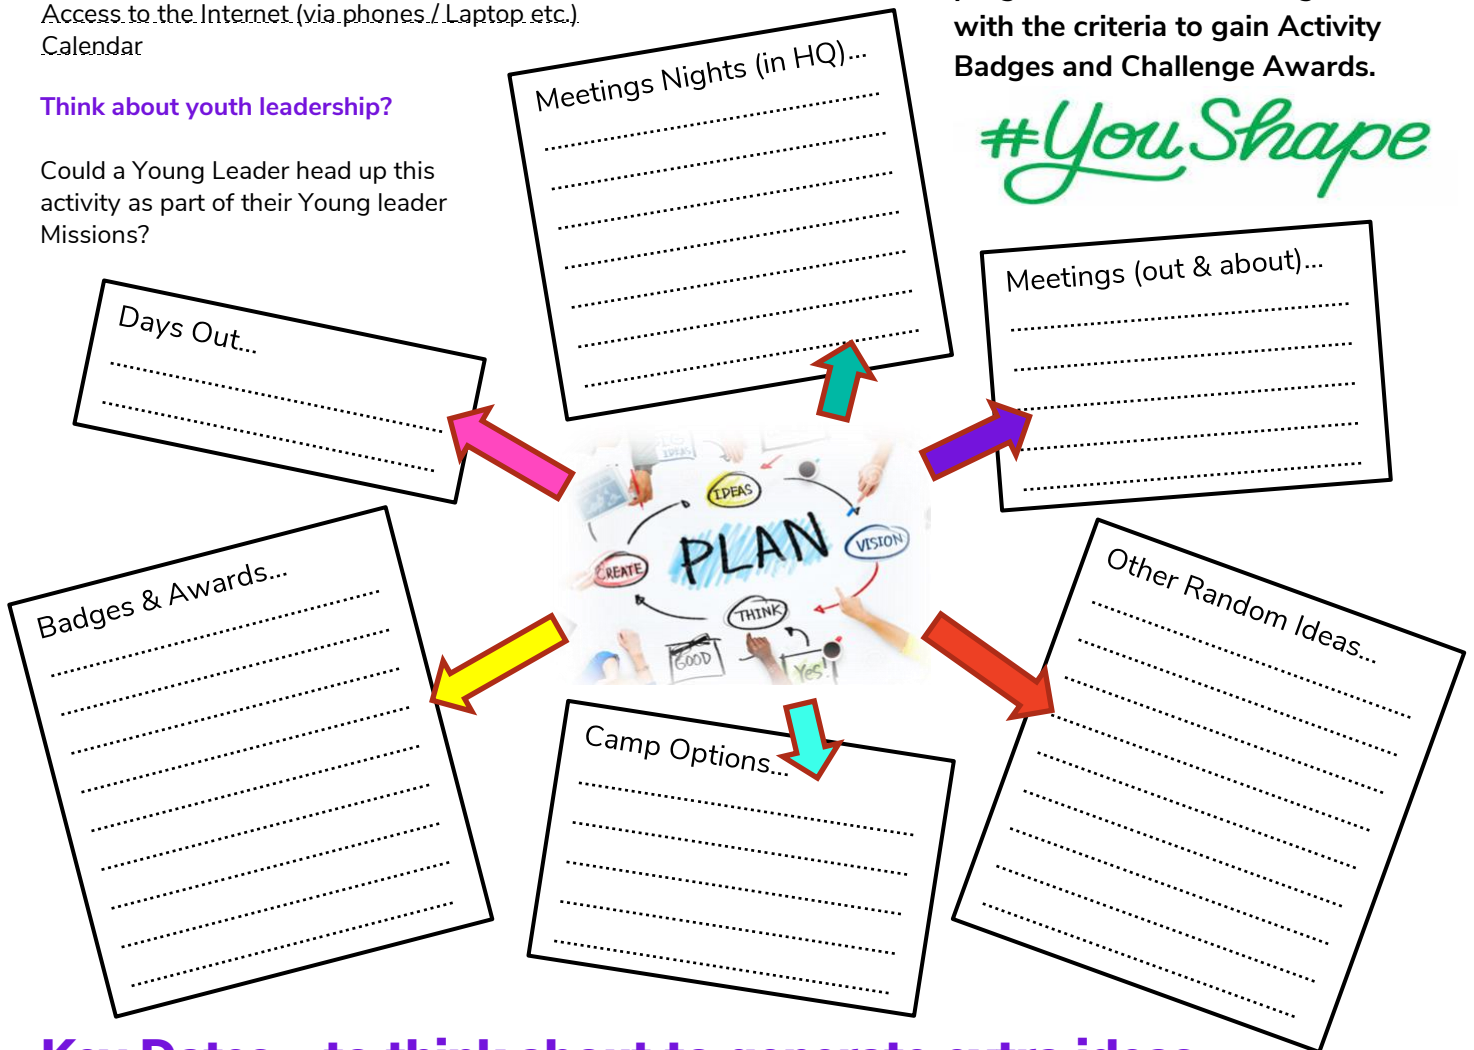 Access to the Internet (via phones / Laptop etc.)
Calendar
with the criteria to gain Activity
Badges and Challenge Awards.
#YouShape
Think about youth leadership?
Could a Young Leader head up this
activity as part of their Young leader
Missions?
Meetings Nights (in HQ)...
Meetings (out & about)...
Days Out...
IDEAS
PLAN
VISION
CREATE
THINK
GOOD
Yes!
Badges & Awards...
Other Random Ideas...
Camp Options...